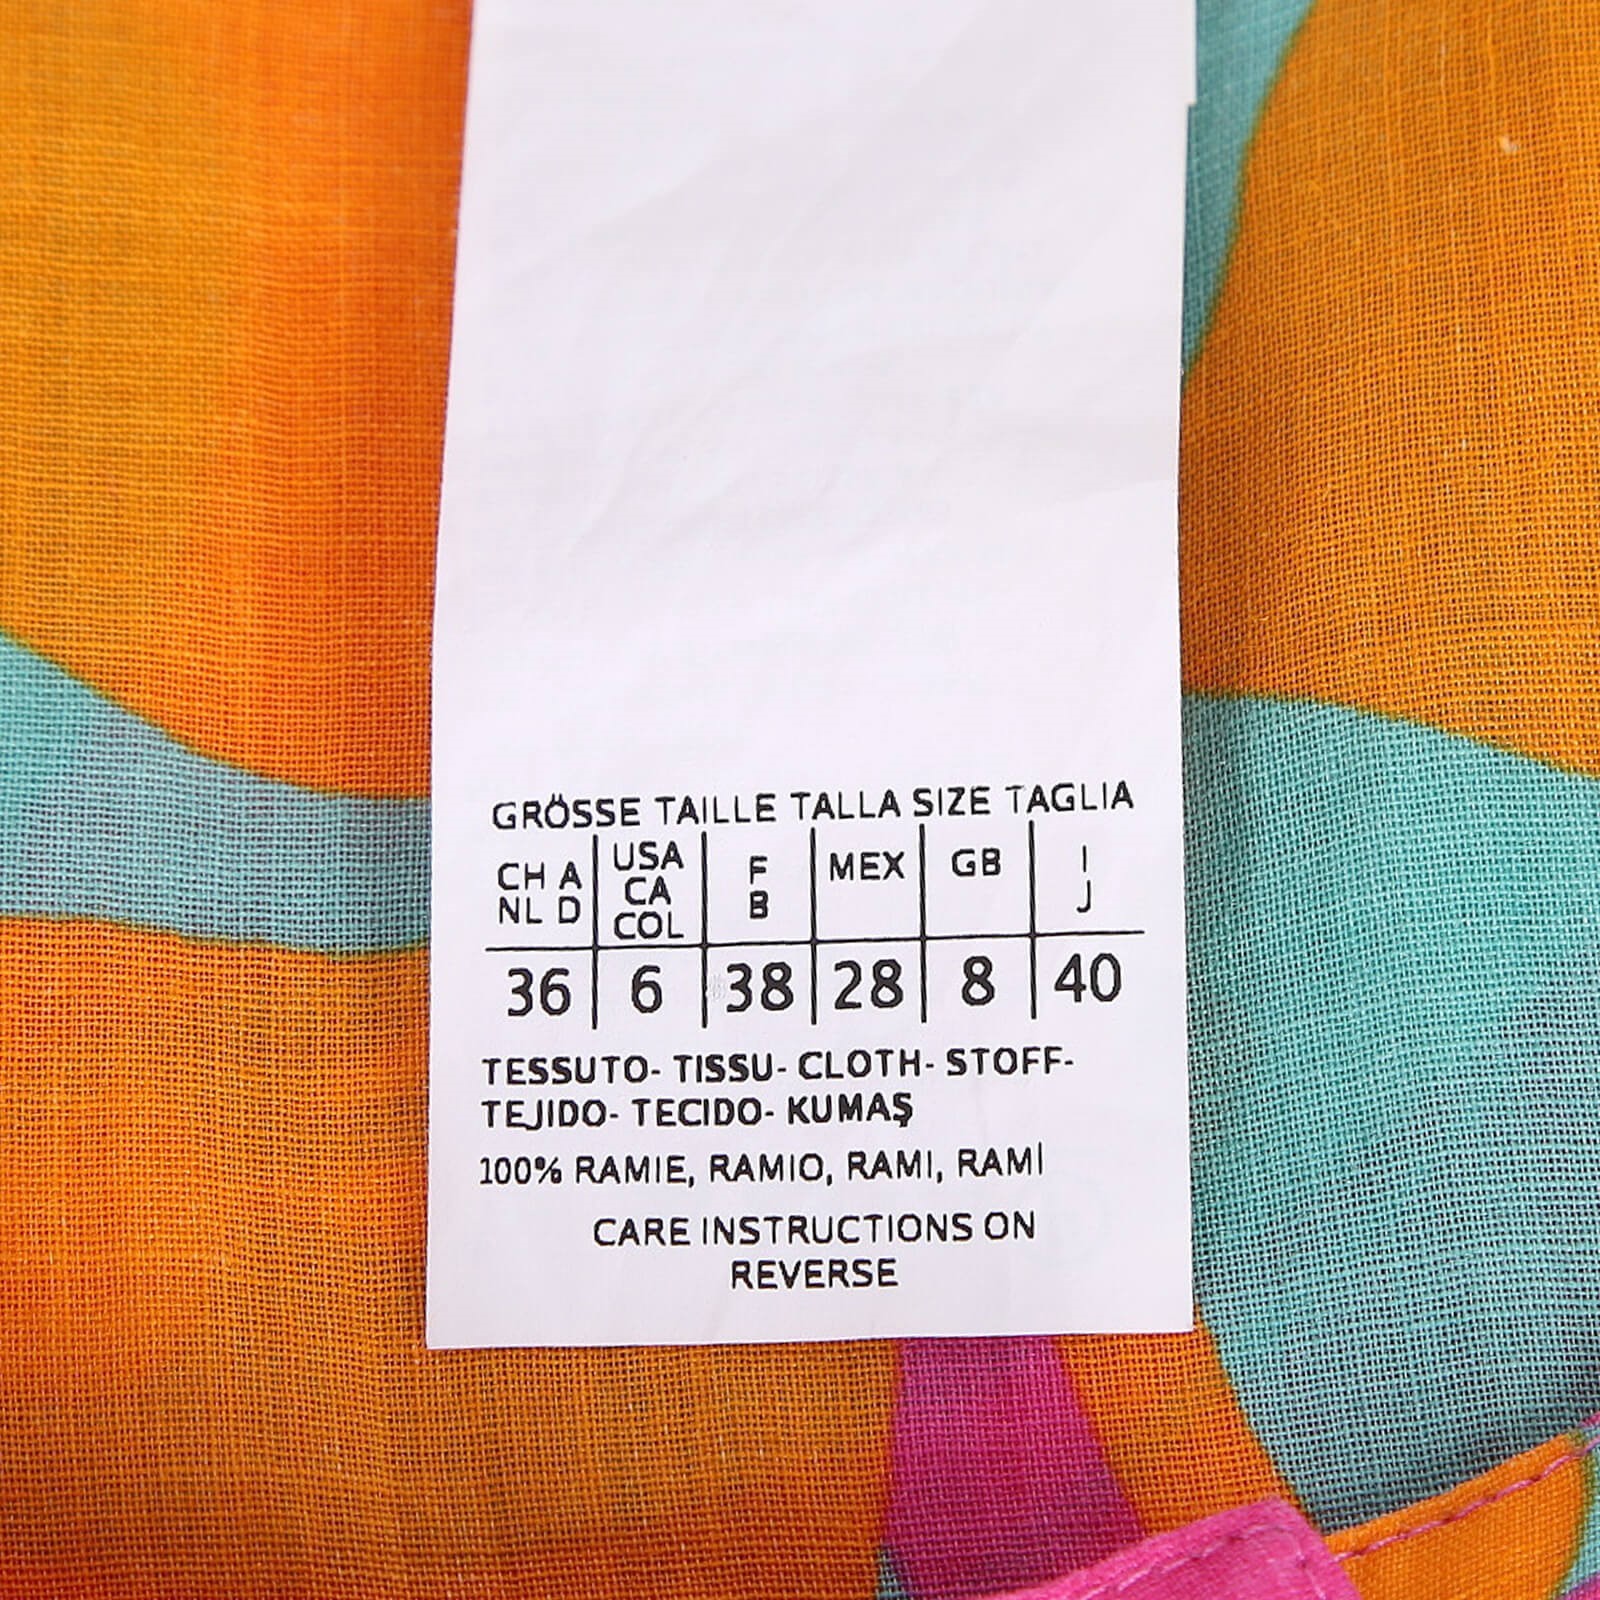 GRÖSSE TAILLE TALLA SIZE TAGLIA
CH A USA F MEX GB I
NL D CA B J
COL
36 6 38 28 8 40
TESSUTO- TISSU- CLOTH- STOFF-
TEJIDO- TECIDO- KUMAŞ
100% RAMIE, RAMIO, RAMI, RAMİ
CARE INSTRUCTIONS ON
REVERSE